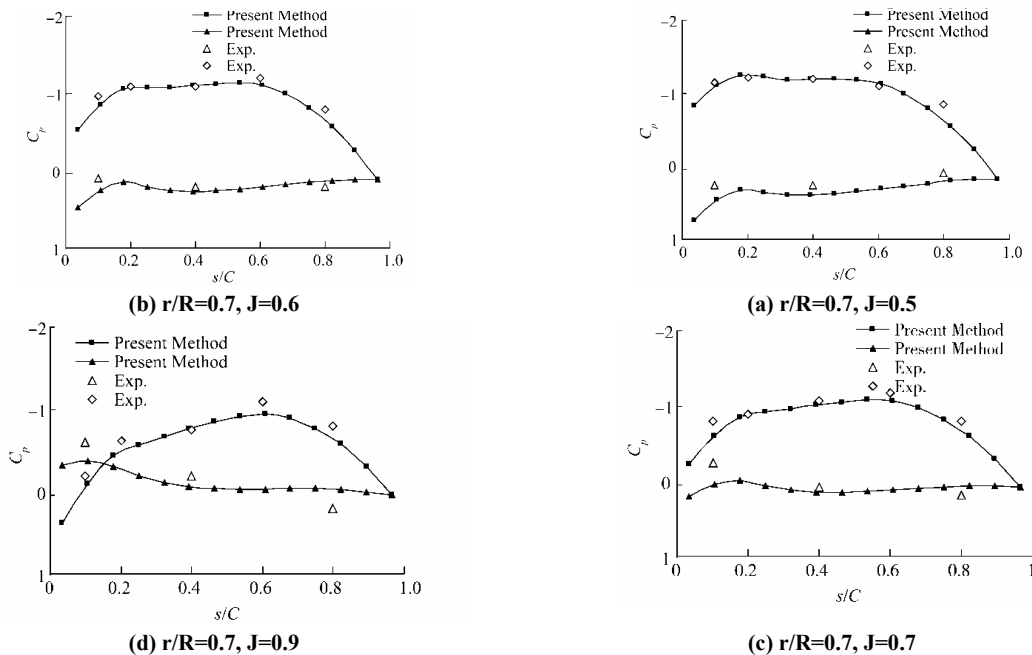 -2
Present Method
Present Method
Exp.
Exp.
-1
Cp
0
1
0
0.2
0.4
0.6
0.8
1.0
s/C
(b) r/R=0.7, J=0.6
-2
Present Method
Present Method
Exp.
Exp.
-1
Cp
0
1
0
0.2
0.4
0.6
0.8
1.0
s/C
(a) r/R=0.7, J=0.5
-2
Present Method
Present Method
Exp.
Exp.
-1
Cp
0
1
0
0.2
0.4
0.6
0.8
1.0
s/C
(d) r/R=0.7, J=0.9
-2
Present Method
Present Method
Exp.
Exp.
-1
Cp
0
1
0
0.2
0.4
0.6
0.8
s/C
(c) r/R=0.7, J=0.7